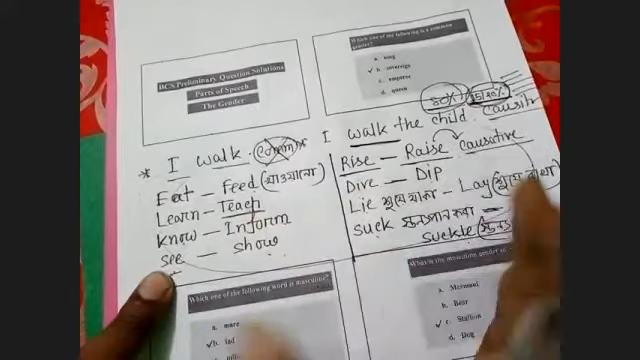 BCS Preliminary Question Solutions
Parts of Speech
The Gender
Which one of the following is a common gender?
a. king
✓ b. sovereign
c. emperor
d. queen
80%
* I walk. Common
Eat – Feed (খাওয়ানো)
Learn – Teach
Know – Inform
See – Show
I walk the child.
Rise – Raise Causative
Dive – Dip
Lie শুয়ে থাকা – Lay
Suck স্তন্যপান করা –
Suckle
Which one of the following word is masculine?
a. mare
✓ b. lad
What is the masculine gender
a. Mermaid
b. Bear
✓ c. Stallion
d. Dog